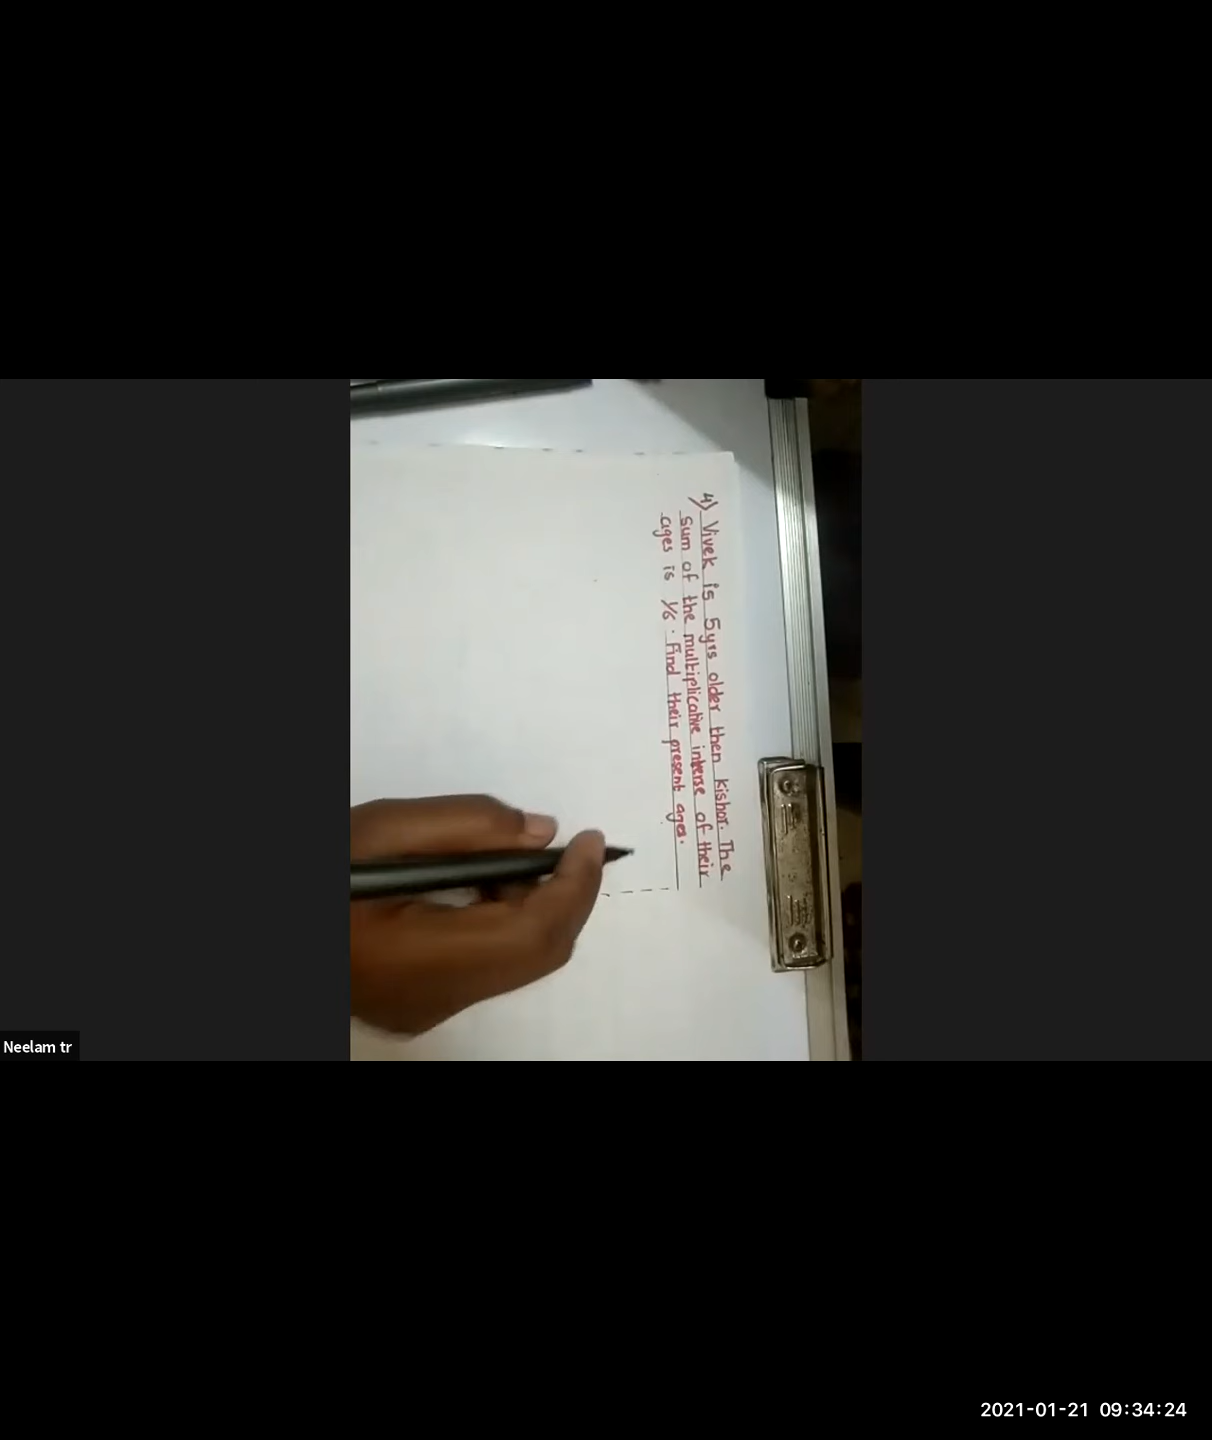 4) Vivek is 5yrs older then kishor. The
sum of the multiplicative inverse of their
ages is 1/6. Find their present ages.
Neelam tr
2021-01-21 09:34:24